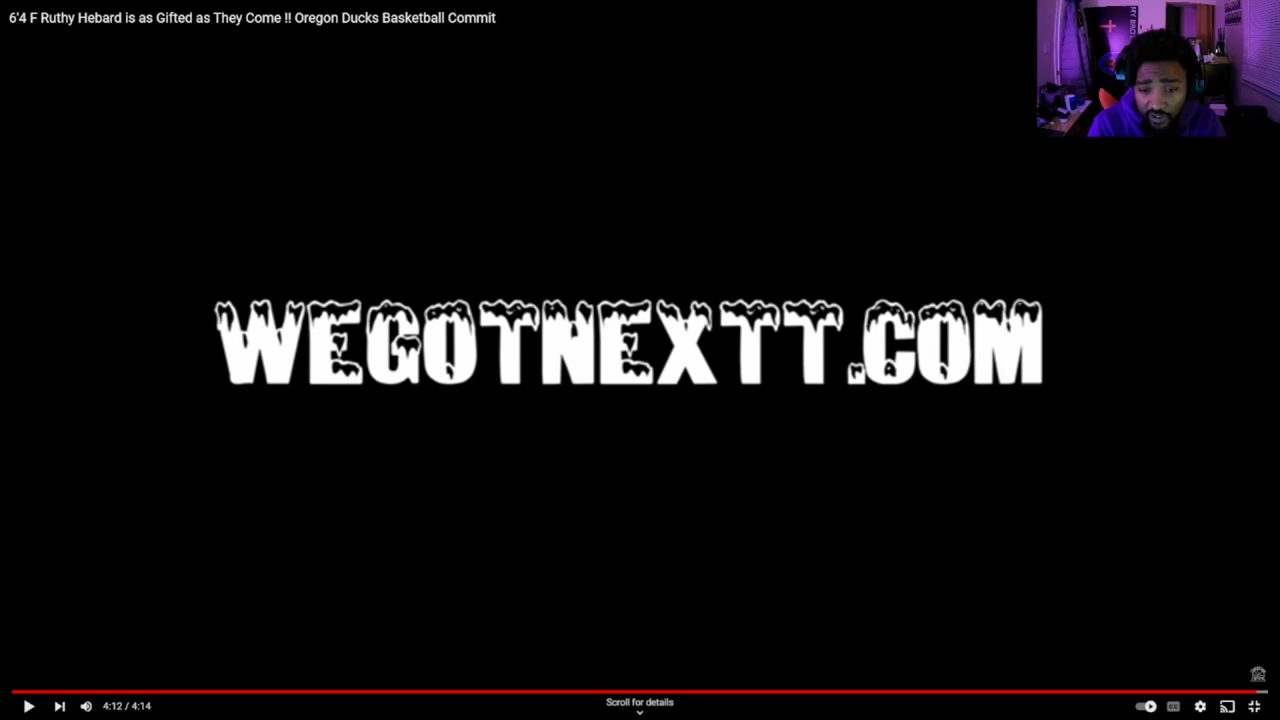 6'4 F Ruthy Hebard is as Gifted as They Come !! Oregon Ducks Basketball Commit
WEGOTNEXTT.COM
Scroll for details
4:12 / 4:14